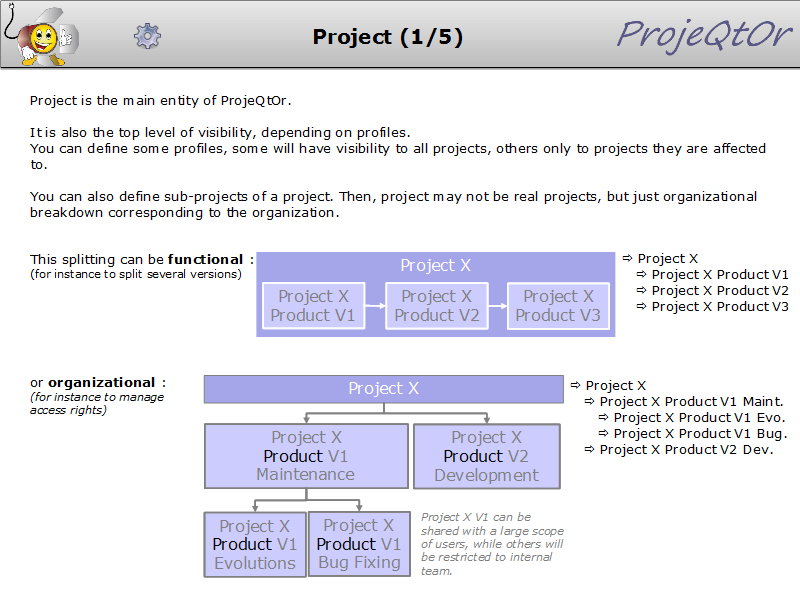 Project (1/5)
ProjeQtOr
Project is the main entity of ProjeQtOr.
It is also the top level of visibility, depending on profiles.
You can define some profiles, some will have visibility to all projects, others only to projects they are affected
to.
You can also define sub-projects of a project. Then, project may not be real projects, but just organizational
breakdown corresponding to the organization.
This splitting can be functional :
(for instance to split several versions)
Project X
Project X
Product V1
Project X
Product V2
Project X
Product V3
⇨ Project X
⇨ Project X Product V1
⇨ Project X Product V2
⇨ Project X Product V3
or organizational :
(for instance to manage
access rights)
Project X
Project X
Product V1
Maintenance
Project X
Product V2
Development
Project X
Product V1
Evolutions
Project X
Product V1
Bug Fixing
⇨ Project X
⇨ Project X Product V1 Maint.
⇨ Project X Product V1 Evo.
⇨ Project X Product V1 Bug.
⇨ Project X Product V2 Dev.
Project X V1 can be
shared with a large scope
of users, while others will
be restricted to internal
team.